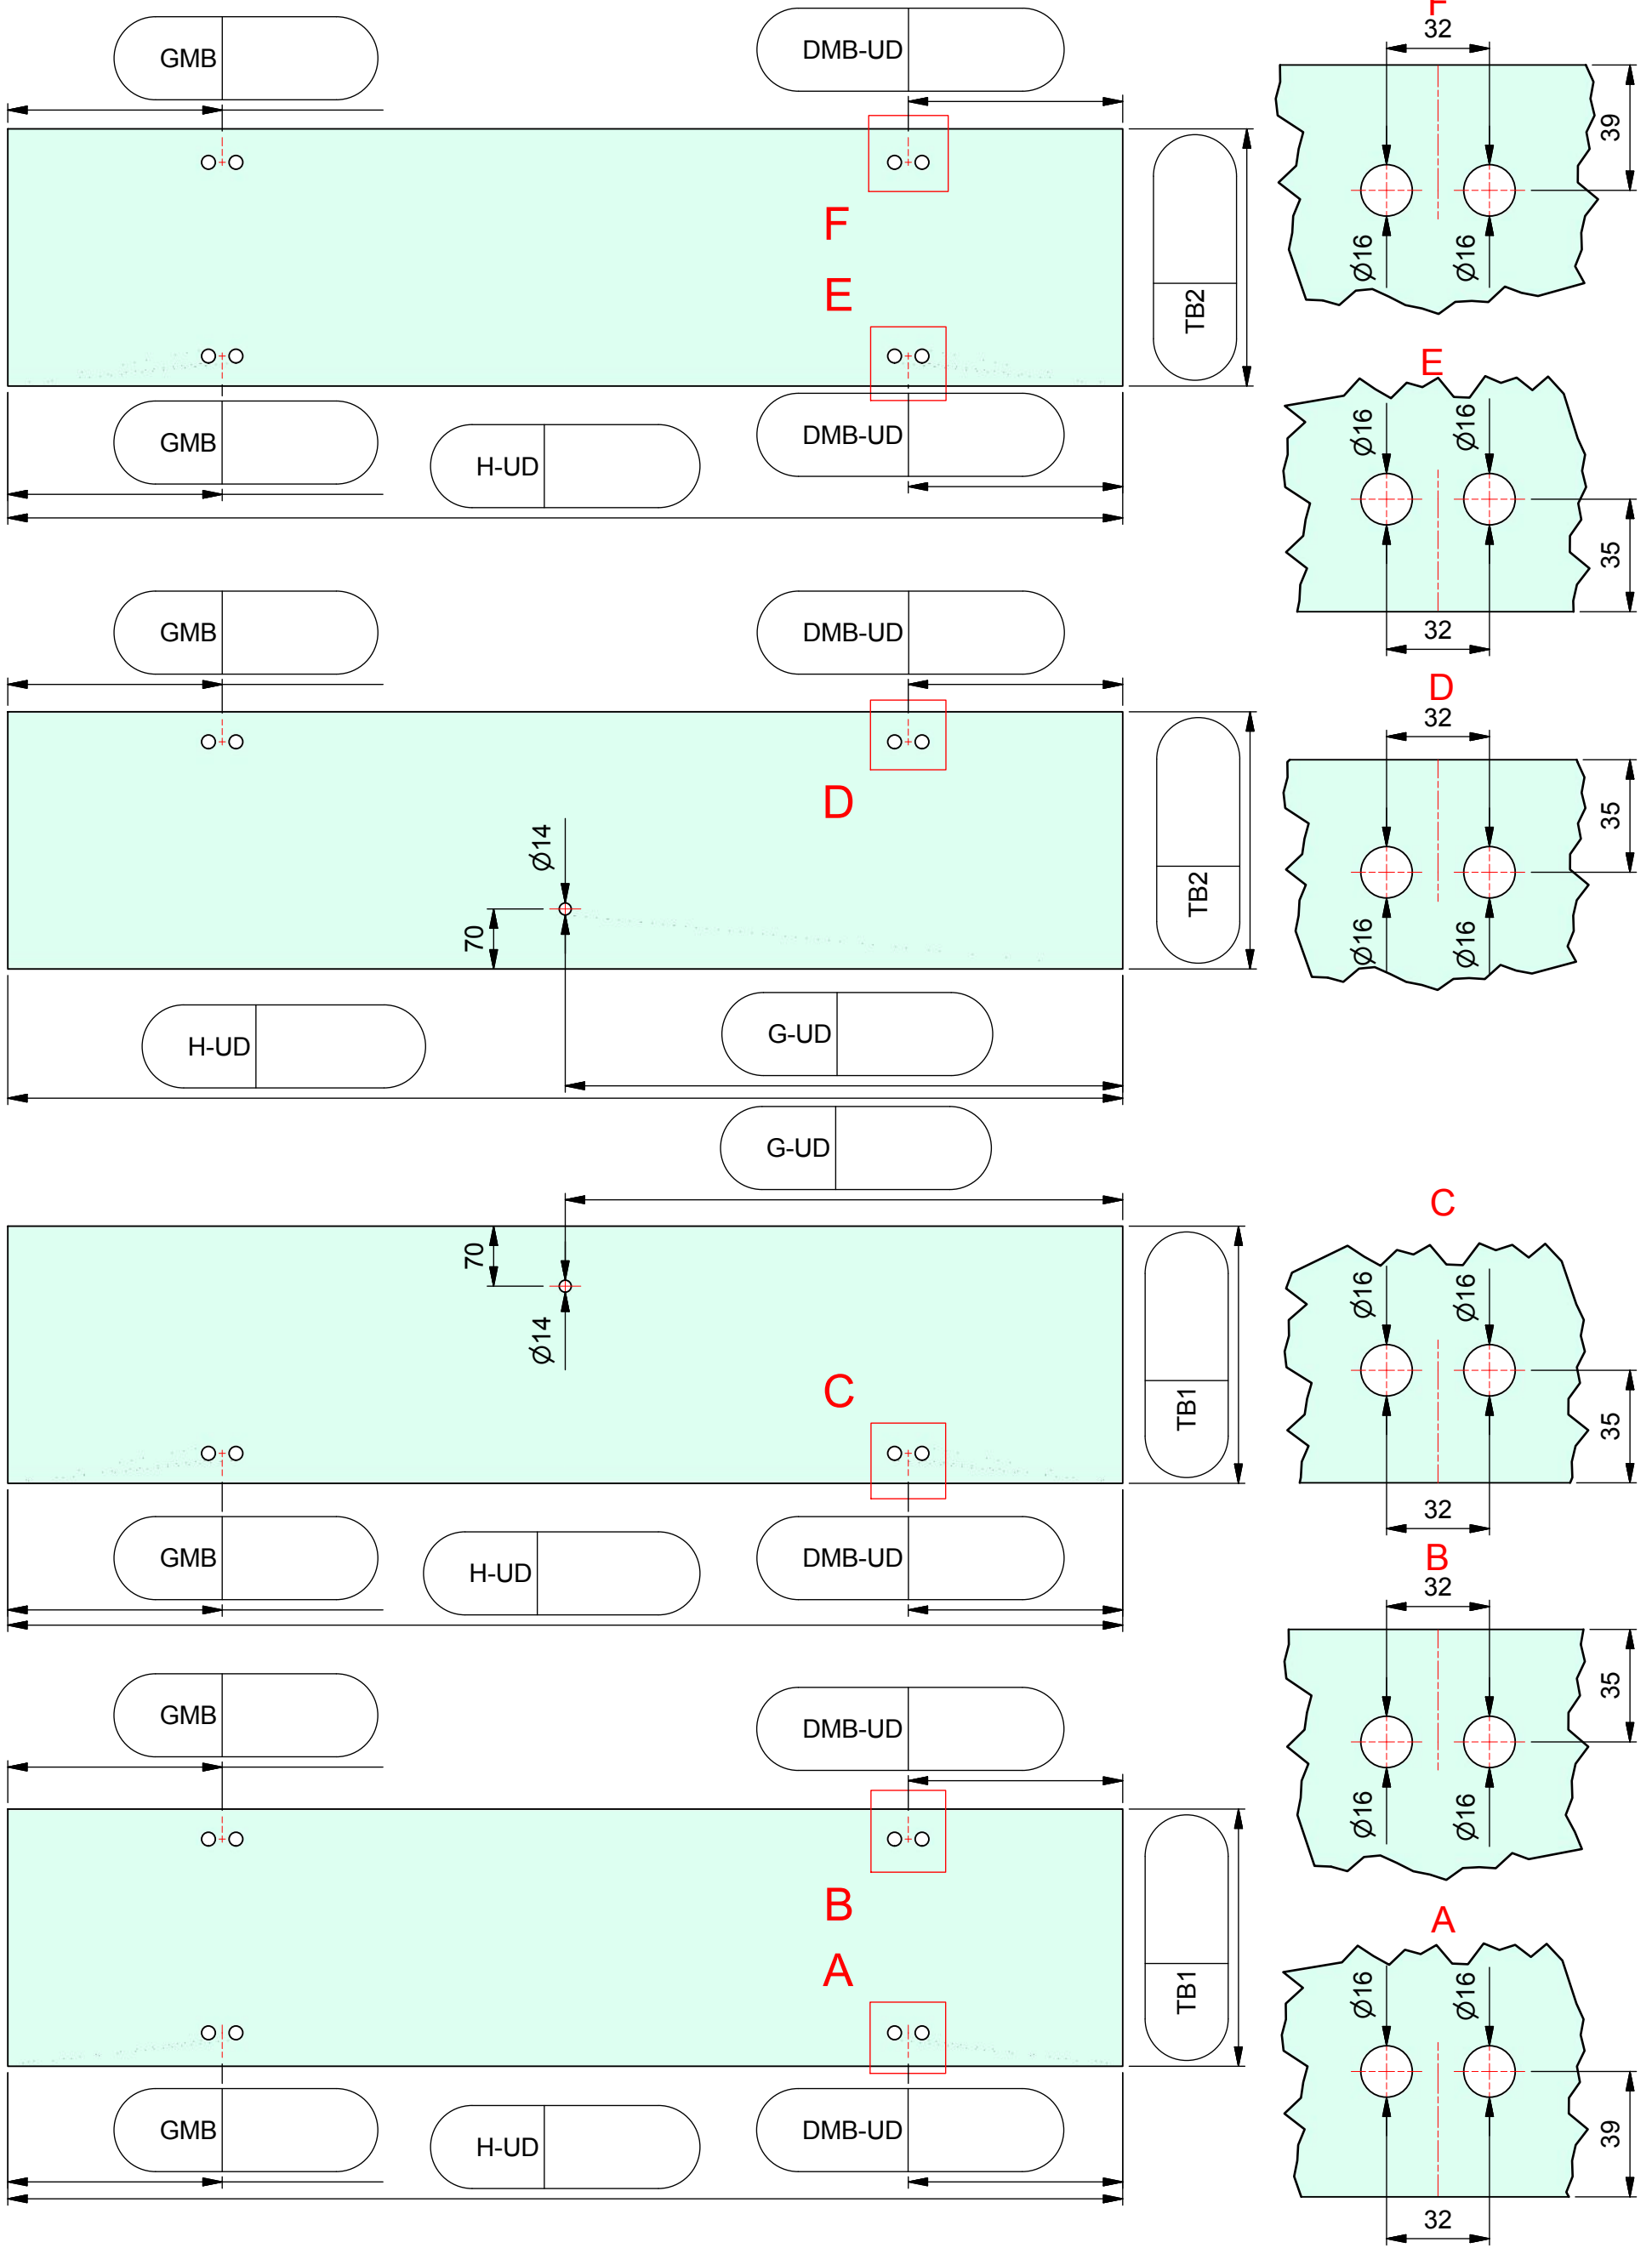 GMB
DMB-UD
F
E
TB2
GMB
H-UD
DMB-UD
GMB
DMB-UD
D
Ø14
70
TB2
H-UD
G-UD
G-UD
70
Ø14
C
TB1
GMB
H-UD
DMB-UD
GMB
DMB-UD
B
A
TB1
GMB
H-UD
DMB-UD
F
32
39
Ø16 Ø16
E
Ø16 Ø16
35
32
D
32
35
Ø16 Ø16
C
Ø16 Ø16
35
32
B
32
35
Ø16 Ø16
A
Ø16 Ø16
39
32